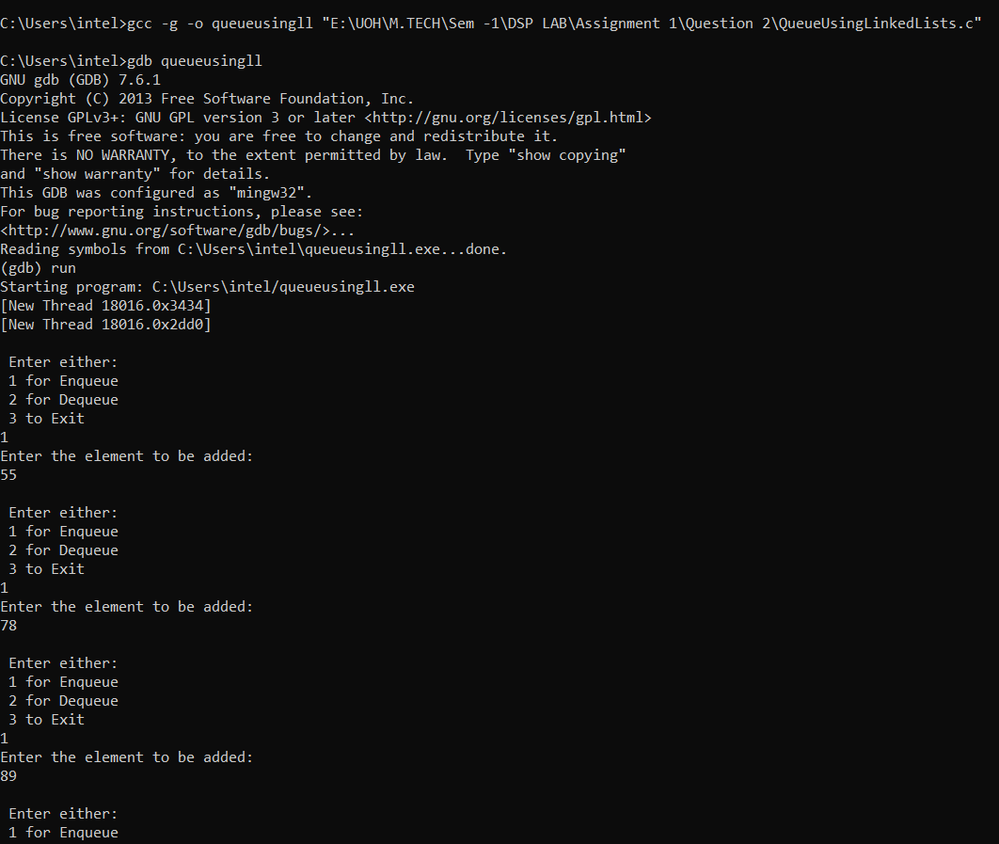 C:\Users\intel>gcc -g -o queueusingll "E:\UOH\M.TECH\Sem -1\DSP LAB\Assignment 1\Question 2\QueueUsingLinkedLists.c"
C:\Users\intel>gdb queueusingll
GNU gdb (GDB) 7.6.1
Copyright (C) 2013 Free Software Foundation, Inc.
License GPLv3+: GNU GPL version 3 or later <http://gnu.org/licenses/gpl.html>
This is free software: you are free to change and redistribute it.
There is NO WARRANTY, to the extent permitted by law.  Type "show copying"
and "show warranty" for details.
This GDB was configured as "mingw32".
For bug reporting instructions, please see:
<http://www.gnu.org/software/gdb/bugs/>...
Reading symbols from C:\Users\intel\queueusingll.exe...done.
(gdb) run
Starting program: C:\Users\intel/queueusingll.exe
[New Thread 18016.0x3434]
[New Thread 18016.0x2dd0]
Enter either:
1 for Enqueue
2 for Dequeue
3 to Exit
1
Enter the element to be added:
55
Enter either:
1 for Enqueue
2 for Dequeue
3 to Exit
1
Enter the element to be added:
78
Enter either:
1 for Enqueue
2 for Dequeue
3 to Exit
1
Enter the element to be added:
89
Enter either:
1 for Enqueue